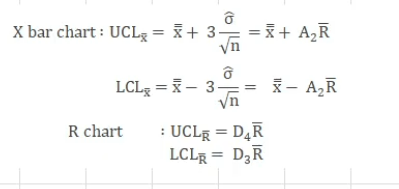 X bar chart : UCL_x̅ = x̿ + 3 σ̂/√n = x̿ + A₂R̅
LCL_x̅ = x̿ − 3 σ̂/√n = x̿ − A₂R̅
R chart : UCL_R̅ = D₄R̅
LCL_R̅ = D₃R̅